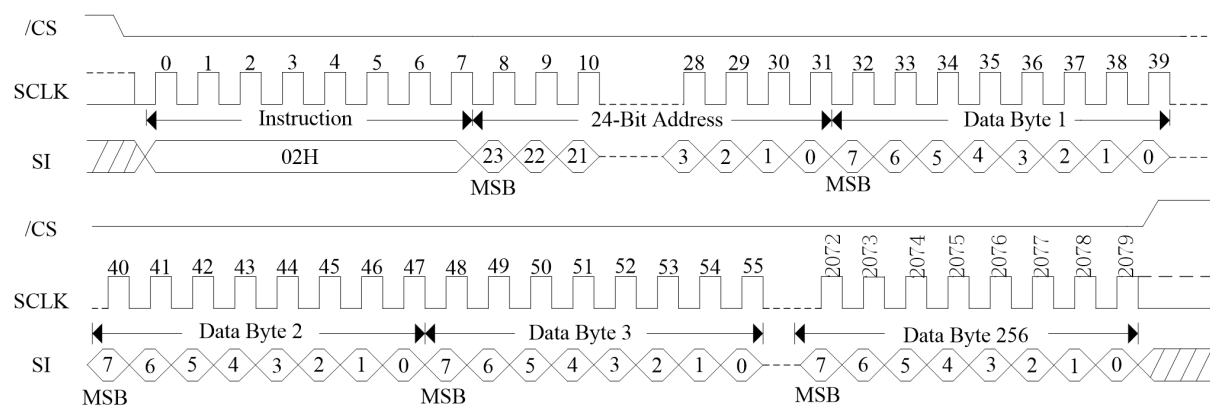 /CS
0 1 2 3 4 5 6 7 8 9 10 28 29 30 31 32 33 34 35 36 37 38 39
SCLK
Instruction 24-Bit Address Data Byte 1
SI 02H 23 22 21 3 2 1 0 7 6 5 4 3 2 1 0
MSB MSB
/CS
40 41 42 43 44 45 46 47 48 49 50 51 52 53 54 55 2072 2073 2074 2075 2076 2077 2078 2079
SCLK
Data Byte 2 Data Byte 3 Data Byte 256
SI 7 6 5 4 3 2 1 0 7 6 5 4 3 2 1 0 7 6 5 4 3 2 1 0
MSB MSB MSB